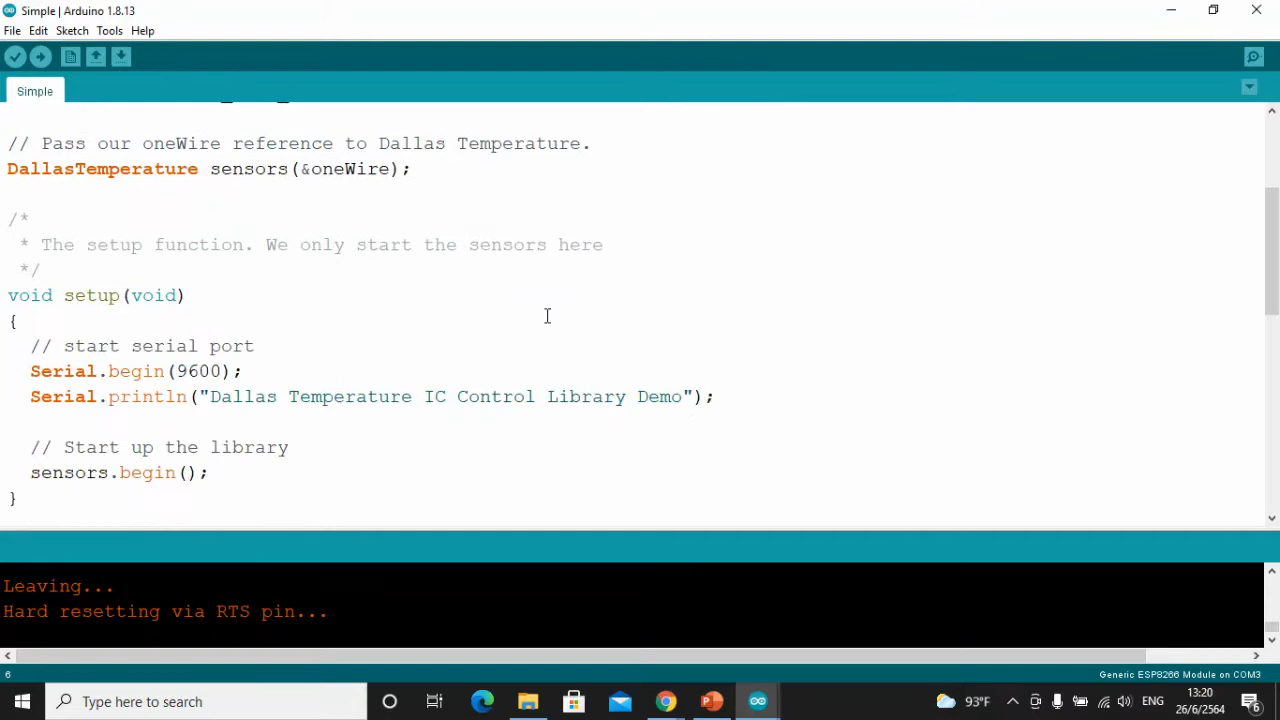 Simple | Arduino 1.8.13
File Edit Sketch Tools Help
Simple
// Pass our oneWire reference to Dallas Temperature.
DallasTemperature sensors(&oneWire);
/*
* The setup function. We only start the sensors here
*/
void setup(void)
{
// start serial port
Serial.begin(9600);
Serial.println("Dallas Temperature IC Control Library Demo");
// Start up the library
sensors.begin();
}
Leaving...
Hard resetting via RTS pin...
6
Generic ESP8266 Module on COM3
Type here to search
93°F
ENG
13:20
26/6/2564
6